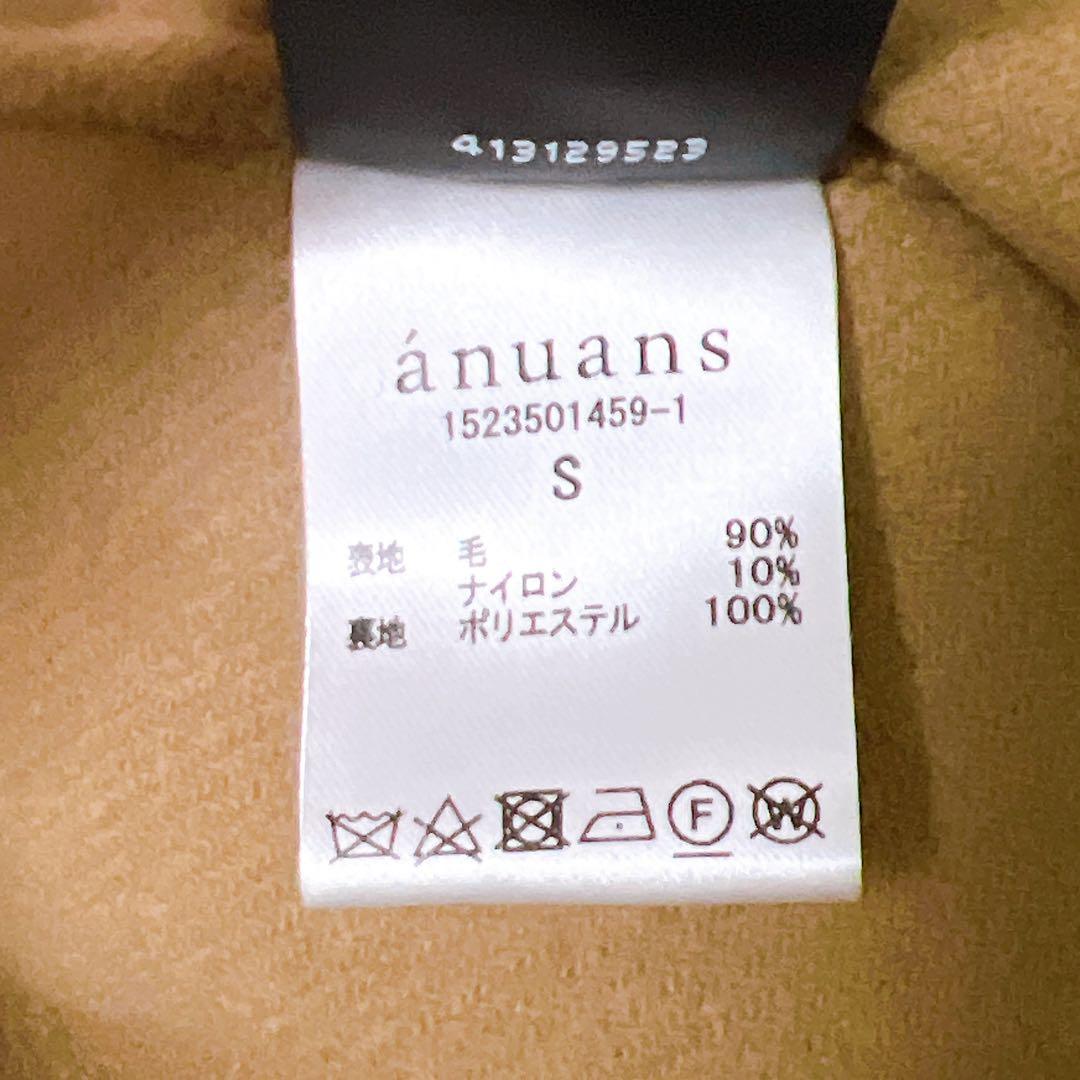 413129523
ánuans
1523501459-1
S
表地 毛 90%
ナイロン 10%
裏地 ポリエステル 100%
F
W